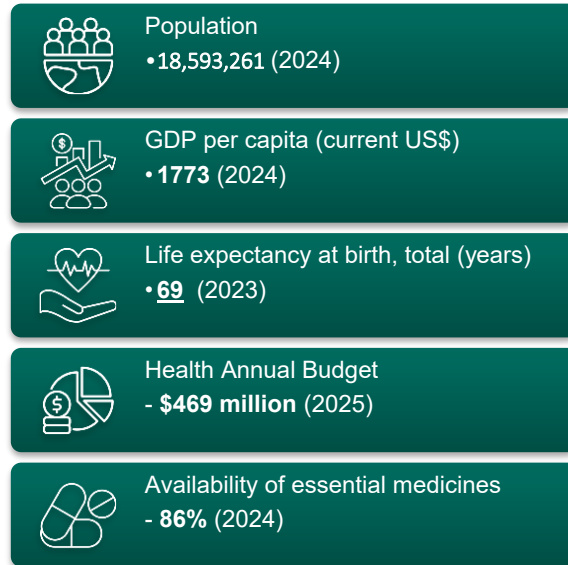 Population
•18,593,261 (2024)
GDP per capita (current US$)
• 1773 (2024)
Life expectancy at birth, total (years)
• 69 (2023)
Health Annual Budget
- $469 million (2025)
Availability of essential medicines
- 86% (2024)